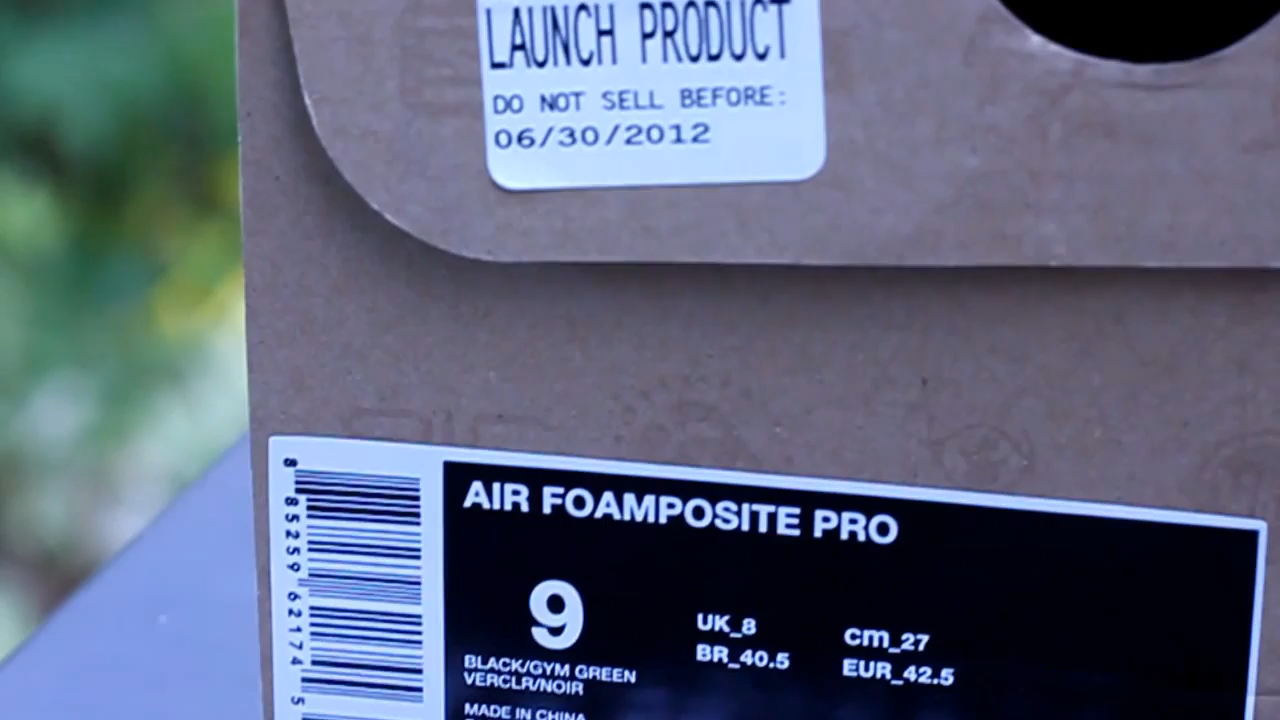 LAUNCH PRODUCT
DO NOT SELL BEFORE:
06/30/2012
AIR FOAMPOSITE PRO
9
UK_8 cm_27
BR_40.5 EUR_42.5
BLACK/GYM GREEN
VERCLR/NOIR
MADE IN CHINA
8 85259 62174 5